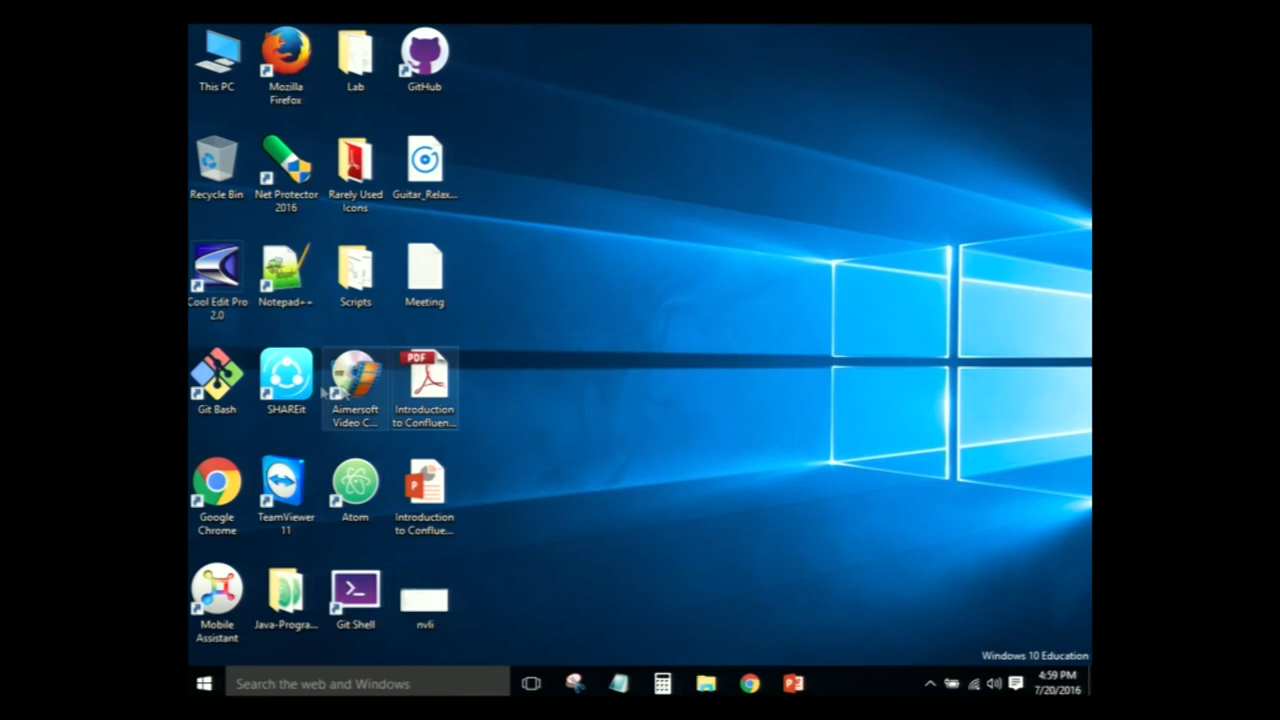 This PC
Mozilla
Firefox
Lab
GitHub
Recycle Bin
Net Protector
2016
Rarely Used
Icons
Guitar_Relax...
Cool Edit Pro
2.0
Notepad++
Scripts
Meeting
Git Bash
SHAREit
Aimersoft
Video C...
PDF
Introduction
to Confluen...
Google
Chrome
TeamViewer
11
Atom
P
Introduction
to Conflue...
Mobile
Assistant
Java-Progra...
Git Shell
nvli
Windows 10 Education
Search the web and Windows
4:59 PM
7/20/2016